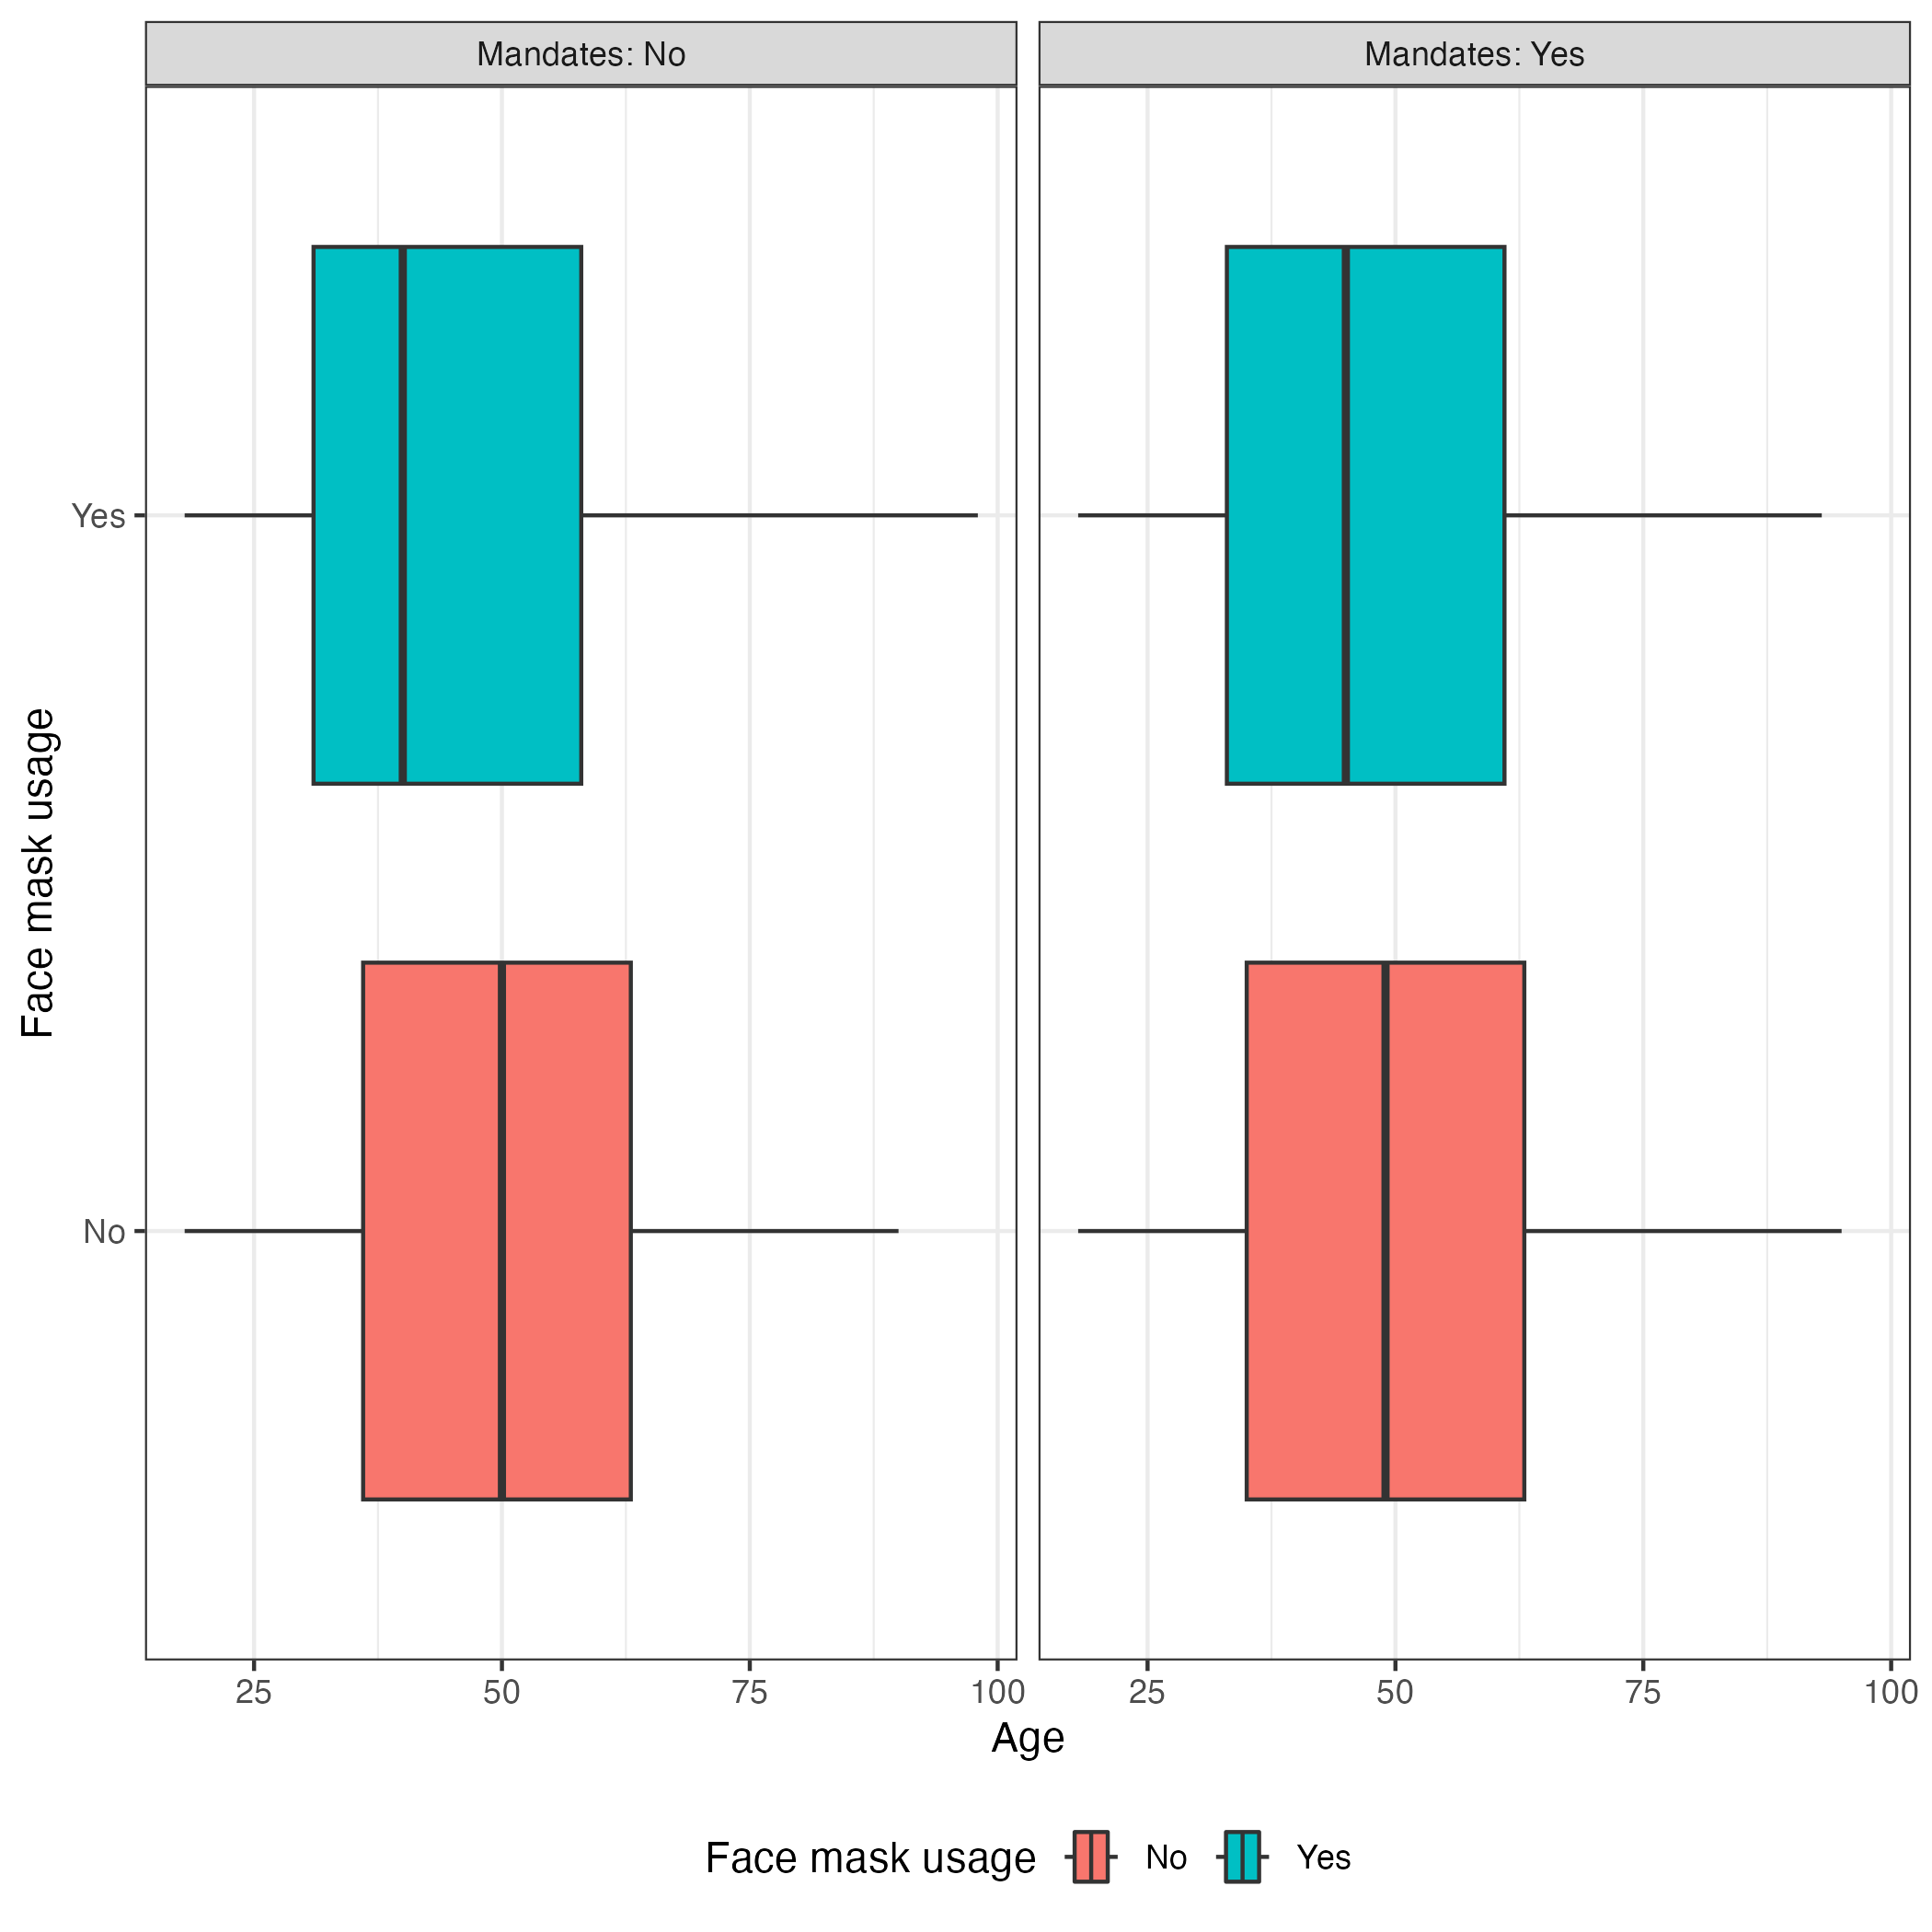 Mandates: No
Mandates: Yes
Face mask usage
Yes
No
25 50 75 100
25 50 75 100
Age
Face mask usage No Yes